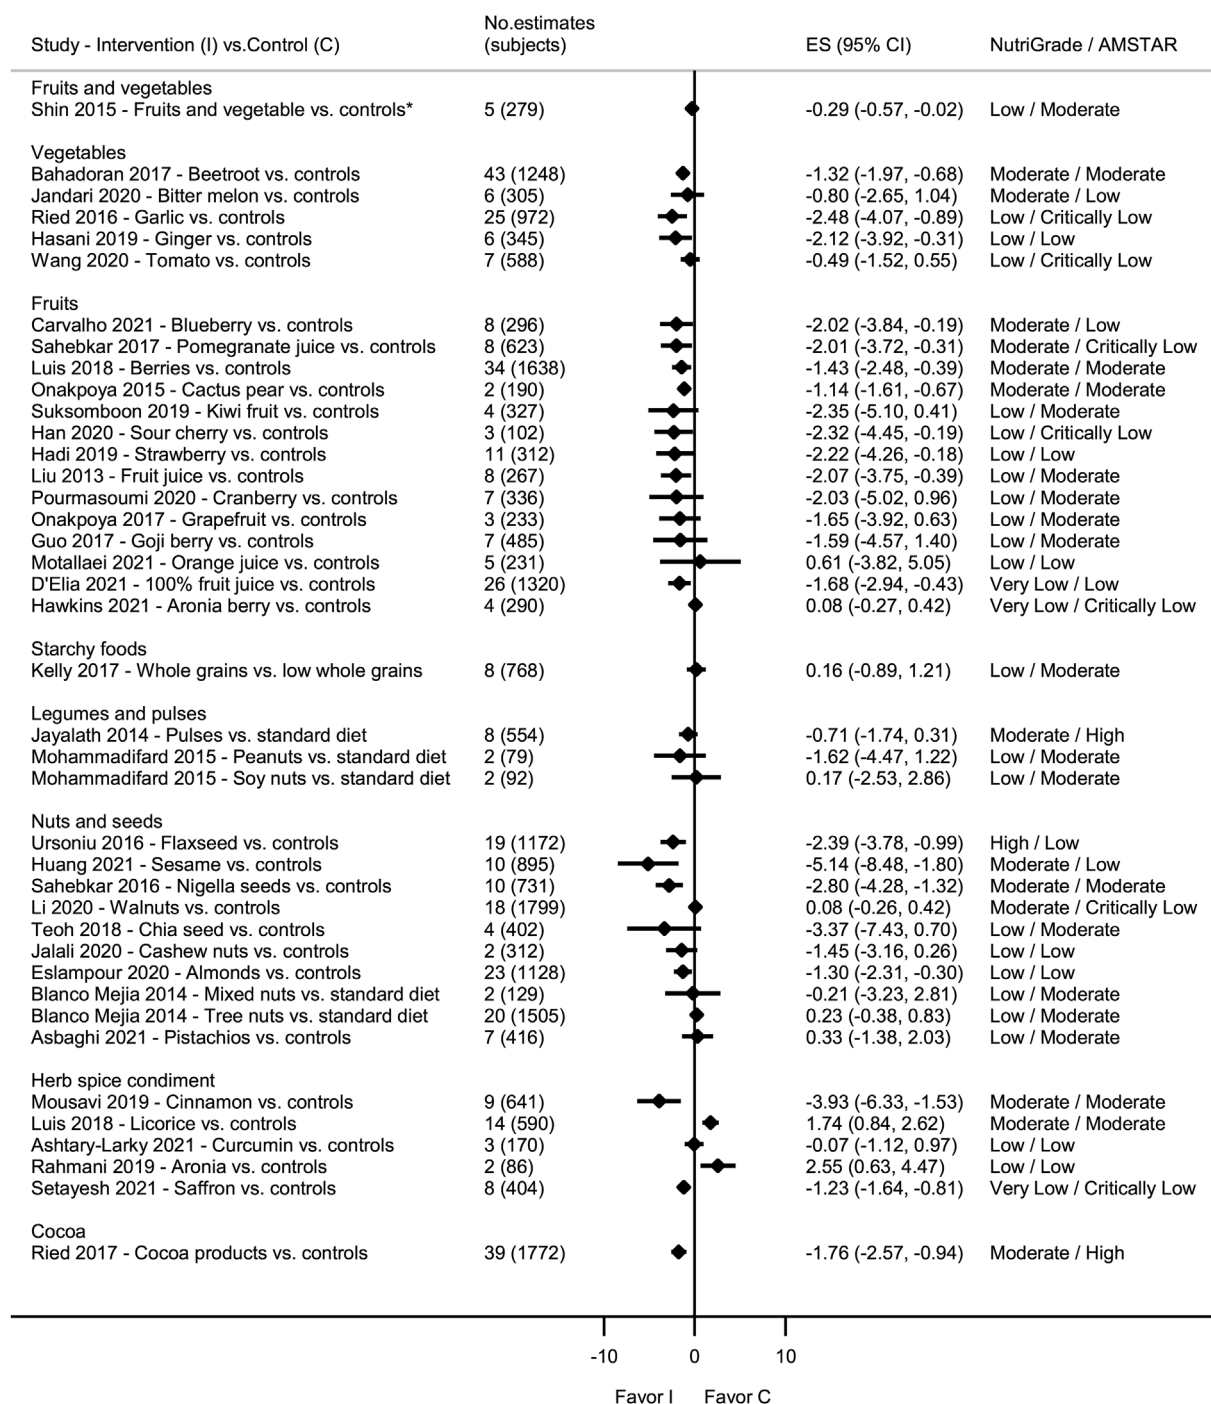 No.estimates
Study - Intervention (I) vs.Control (C) (subjects) ES (95% CI) NutriGrade / AMSTAR
Fruits and vegetables
Shin 2015 - Fruits and vegetable vs. controls* 5 (279) -0.29 (-0.57, -0.02) Low / Moderate
Vegetables
Bahadoran 2017 - Beetroot vs. controls 43 (1248) -1.32 (-1.97, -0.68) Moderate / Moderate
Jandari 2020 - Bitter melon vs. controls 6 (305) -0.80 (-2.65, 1.04) Moderate / Low
Ried 2016 - Garlic vs. controls 25 (972) -2.48 (-4.07, -0.89) Low / Critically Low
Hasani 2019 - Ginger vs. controls 6 (345) -2.12 (-3.92, -0.31) Low / Low
Wang 2020 - Tomato vs. controls 7 (588) -0.49 (-1.52, 0.55) Low / Critically Low
Fruits
Carvalho 2021 - Blueberry vs. controls 8 (296) -2.02 (-3.84, -0.19) Moderate / Low
Sahebkar 2017 - Pomegranate juice vs. controls 8 (623) -2.01 (-3.72, -0.31) Moderate / Critically Low
Luis 2018 - Berries vs. controls 34 (1638) -1.43 (-2.48, -0.39) Moderate / Moderate
Onakpoya 2015 - Cactus pear vs. controls 2 (190) -1.14 (-1.61, -0.67) Moderate / Moderate
Suksomboon 2019 - Kiwi fruit vs. controls 4 (327) -2.35 (-5.10, 0.41) Low / Moderate
Han 2020 - Sour cherry vs. controls 3 (102) -2.32 (-4.45, -0.19) Low / Critically Low
Hadi 2019 - Strawberry vs. controls 11 (312) -2.22 (-4.26, -0.18) Low / Low
Liu 2013 - Fruit juice vs. controls 8 (267) -2.07 (-3.75, -0.39) Low / Moderate
Pourmasoumi 2020 - Cranberry vs. controls 7 (336) -2.03 (-5.02, 0.96) Low / Moderate
Onakpoya 2017 - Grapefruit vs. controls 3 (233) -1.65 (-3.92, 0.63) Low / Moderate
Guo 2017 - Goji berry vs. controls 7 (485) -1.59 (-4.57, 1.40) Low / Moderate
Motallaei 2021 - Orange juice vs. controls 5 (231) 0.61 (-3.82, 5.05) Low / Low
D'Elia 2021 - 100% fruit juice vs. controls 26 (1320) -1.68 (-2.94, -0.43) Very Low / Low
Hawkins 2021 - Aronia berry vs. controls 4 (290) 0.08 (-0.27, 0.42) Very Low / Critically Low
Starchy foods
Kelly 2017 - Whole grains vs. low whole grains 8 (768) 0.16 (-0.89, 1.21) Low / Moderate
Legumes and pulses
Jayalath 2014 - Pulses vs. standard diet 8 (554) -0.71 (-1.74, 0.31) Moderate / High
Mohammadifard 2015 - Peanuts vs. standard diet 2 (79) -1.62 (-4.47, 1.22) Low / Moderate
Mohammadifard 2015 - Soy nuts vs. standard diet 2 (92) 0.17 (-2.53, 2.86) Low / Moderate
Nuts and seeds
Ursoniu 2016 - Flaxseed vs. controls 19 (1172) -2.39 (-3.78, -0.99) High / Low
Huang 2021 - Sesame vs. controls 10 (895) -5.14 (-8.48, -1.80) Moderate / Low
Sahebkar 2016 - Nigella seeds vs. controls 10 (731) -2.80 (-4.28, -1.32) Moderate / Moderate
Li 2020 - Walnuts vs. controls 18 (1799) 0.08 (-0.26, 0.42) Moderate / Critically Low
Teoh 2018 - Chia seed vs. controls 4 (402) -3.37 (-7.43, 0.70) Low / Moderate
Jalali 2020 - Cashew nuts vs. controls 2 (312) -1.45 (-3.16, 0.26) Low / Low
Eslampour 2020 - Almonds vs. controls 23 (1128) -1.30 (-2.31, -0.30) Low / Low
Blanco Mejia 2014 - Mixed nuts vs. standard diet 2 (129) -0.21 (-3.23, 2.81) Low / Moderate
Blanco Mejia 2014 - Tree nuts vs. standard diet 20 (1505) 0.23 (-0.38, 0.83) Low / Moderate
Asbaghi 2021 - Pistachios vs. controls 7 (416) 0.33 (-1.38, 2.03) Low / Moderate
Herb spice condiment
Mousavi 2019 - Cinnamon vs. controls 9 (641) -3.93 (-6.33, -1.53) Moderate / Moderate
Luis 2018 - Licorice vs. controls 14 (590) 1.74 (0.84, 2.62) Moderate / Moderate
Ashtary-Larky 2021 - Curcumin vs. controls 3 (170) -0.07 (-1.12, 0.97) Low / Low
Rahmani 2019 - Aronia vs. controls 2 (86) 2.55 (0.63, 4.47) Low / Low
Setayesh 2021 - Saffron vs. controls 8 (404) -1.23 (-1.64, -0.81) Very Low / Critically Low
Cocoa
Ried 2017 - Cocoa products vs. controls 39 (1772) -1.76 (-2.57, -0.94) Moderate / High
-10 0 10
Favor I Favor C